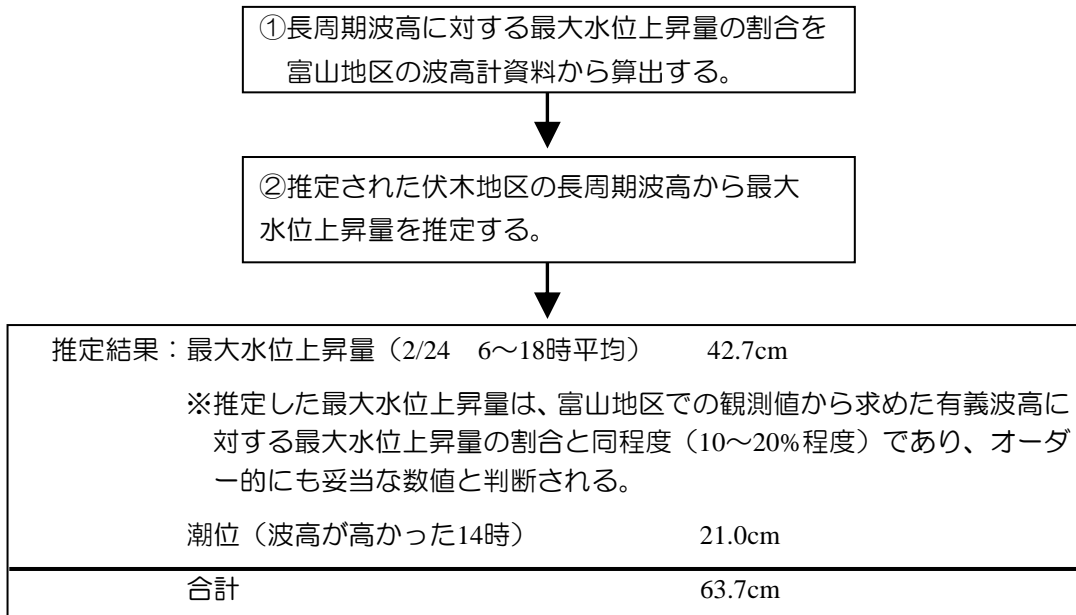 ①長周期波高に対する最大水位上昇量の割合を
富山地区の波高計資料から算出する。
②推定された伏木地区の長周期波高から最大
水位上昇量を推定する。
推定結果：最大水位上昇量（2/24　6～18時平均）　42.7cm
※推定した最大水位上昇量は、富山地区での観測値から求めた有義波高に
対する最大水位上昇量の割合と同程度（10～20%程度）であり、オーダ
ー的にも妥当な数値と判断される。
潮位（波高が高かった14時）　21.0cm
合計　63.7cm